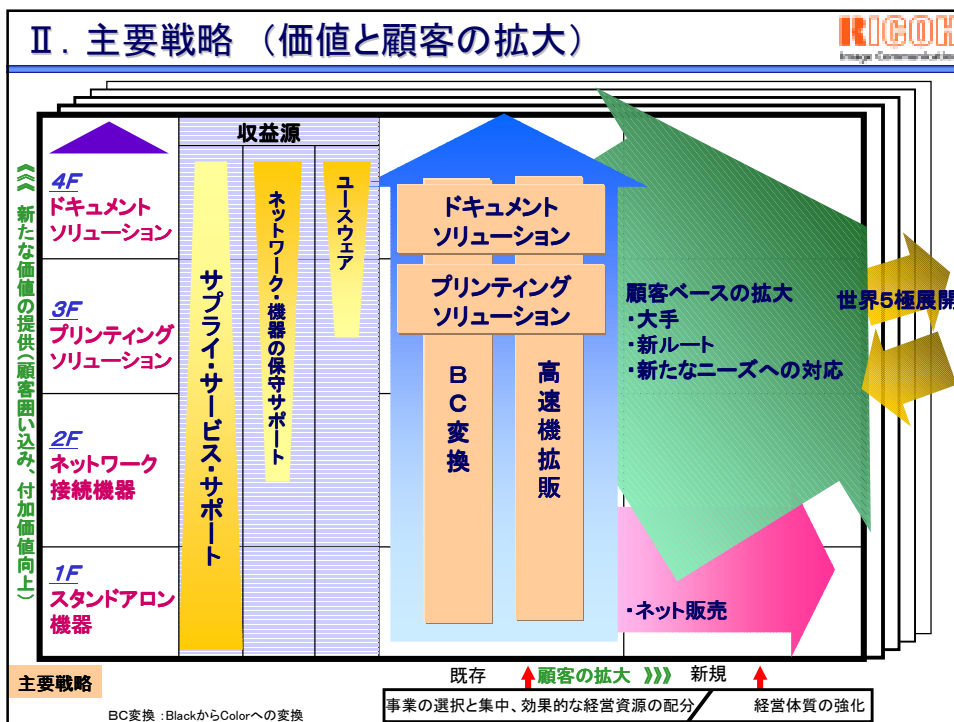 Ⅱ. 主要戦略 （価値と顧客の拡大）
RICOH
Image Communication
《《 新たな価値の提供（顧客囲い込み、付加価値向上）
収益源
4F
ドキュメント
ソリューション
3F
プリンティング
ソリューション
2F
ネットワーク
接続機器
1F
スタンドアロン
機器
サプライ・サービス・サポート
ネットワーク・機器の保守サポート
ユースウェア
ドキュメント
ソリューション
プリンティング
ソリューション
BC変換
高速機拡販
顧客ベースの拡大
・大手
・新ルート
・新たなニーズへの対応
世界5極展開
・ネット販売
主要戦略
既存
顧客の拡大 》》》
新規
事業の選択と集中、効果的な経営資源の配分
経営体質の強化
BC変換 ：BlackからColorへの変換